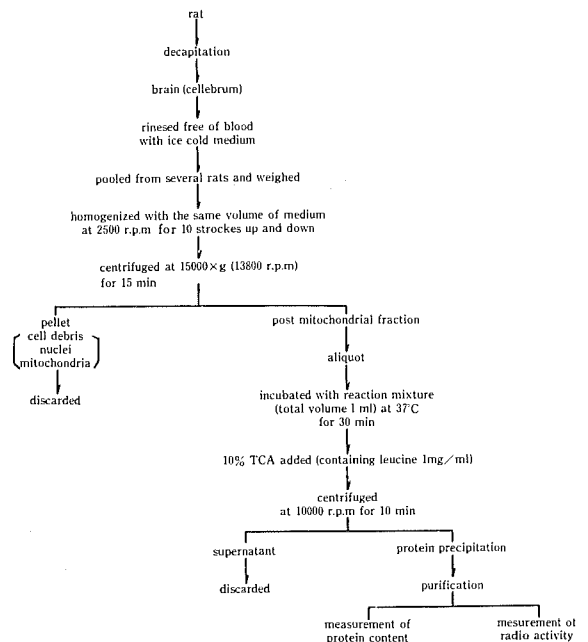 rat
decapitation
brain (cellebrum)
rinesed free of blood
with ice cold medium
pooled from several rats and weighed
homogenized with the same volume of medium
at 2500 r.p.m for 10 strockes up and down
centrifuged at 15000×g (13800 r.p.m)
for 15 min
pellet
cell debris
nuclei
mitochondria
discarded
post mitochondrial fraction
aliquot
incubated with reaction mixture
(total volume 1 ml) at 37°C
for 30 min
10% TCA added (containing leucine 1mg/ml)
centrifuged
at 10000 r.p.m for 10 min
supernatant
discarded
protein precipitation
purification
measurement of
protein content
mesurement of
radio activity